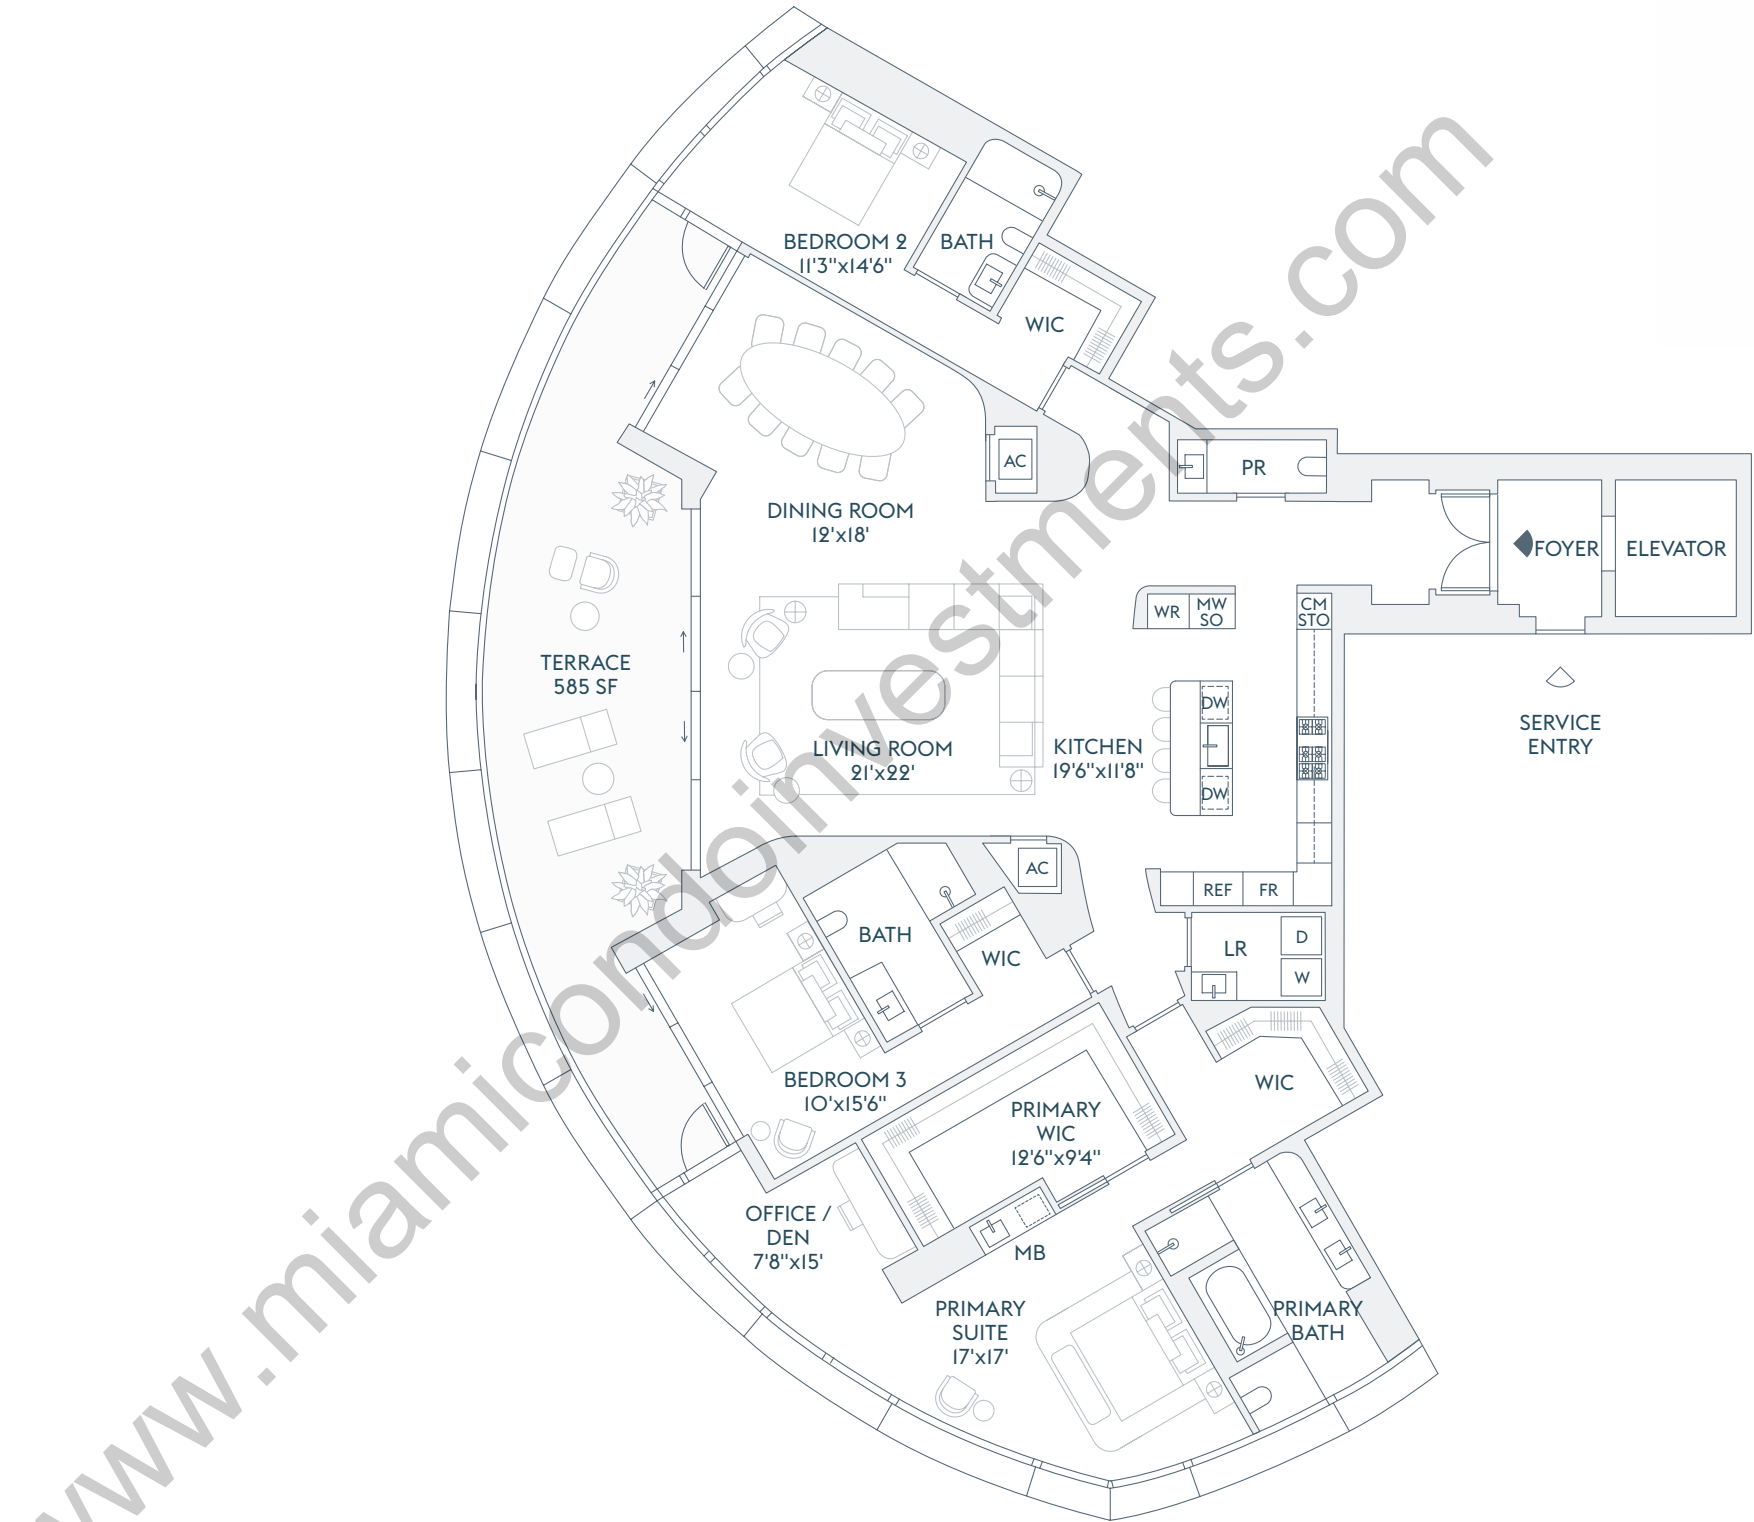 BEDROOM 2
11'3"x14'6"
BATH
WIC
AC
PR
DINING ROOM
12'x18'
FOYER
ELEVATOR
WR
MW
SO
CM
STO
TERRACE
585 SF
DW
SERVICE
ENTRY
LIVING ROOM
21'x22'
KITCHEN
19'6"x11'8"
DW
AC
REF
FR
BATH
WIC
LR
D
W
BEDROOM 3
10'x15'6"
WIC
PRIMARY
WIC
12'6"x9'4"
OFFICE /
DEN
7'8"x15'
MB
PRIMARY
SUITE
17'x17'
PRIMARY
BATH
www.miamicondoinvestments.com